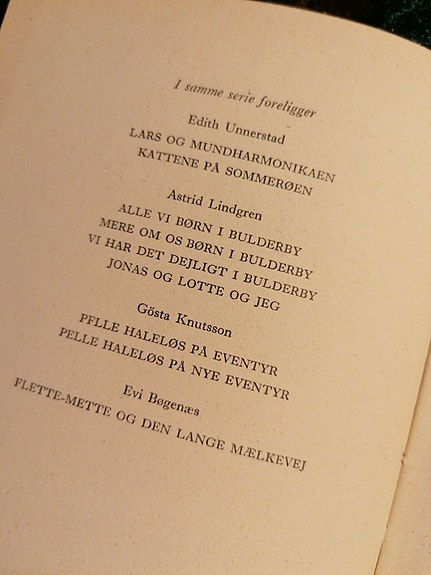 I samme serie foreligger
Edith Unnerstad
LARS OG MUNDHARMONIKAEN
KATTENE PÅ SOMMERØEN
Astrid Lindgren
ALLE VI BØRN I BULDERBY
MERE OM OS BØRN I BULDERBY
VI HAR DET DEJLIGT I BULDERBY
JONAS OG LOTTE OG JEG
Gösta Knutsson
PFLLE HALELØS PÅ EVENTYR
PELLE HALELØS PÅ NYE EVENTYR
Evi Bøgenæs
FLETTE-METTE OG DEN LANGE MÆLKEVEJ